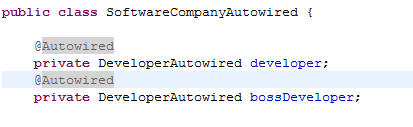 public class SoftwareCompanyAutowired {
@Autowired
private DeveloperAutowired developer;
@Autowired
private DeveloperAutowired bossDeveloper;